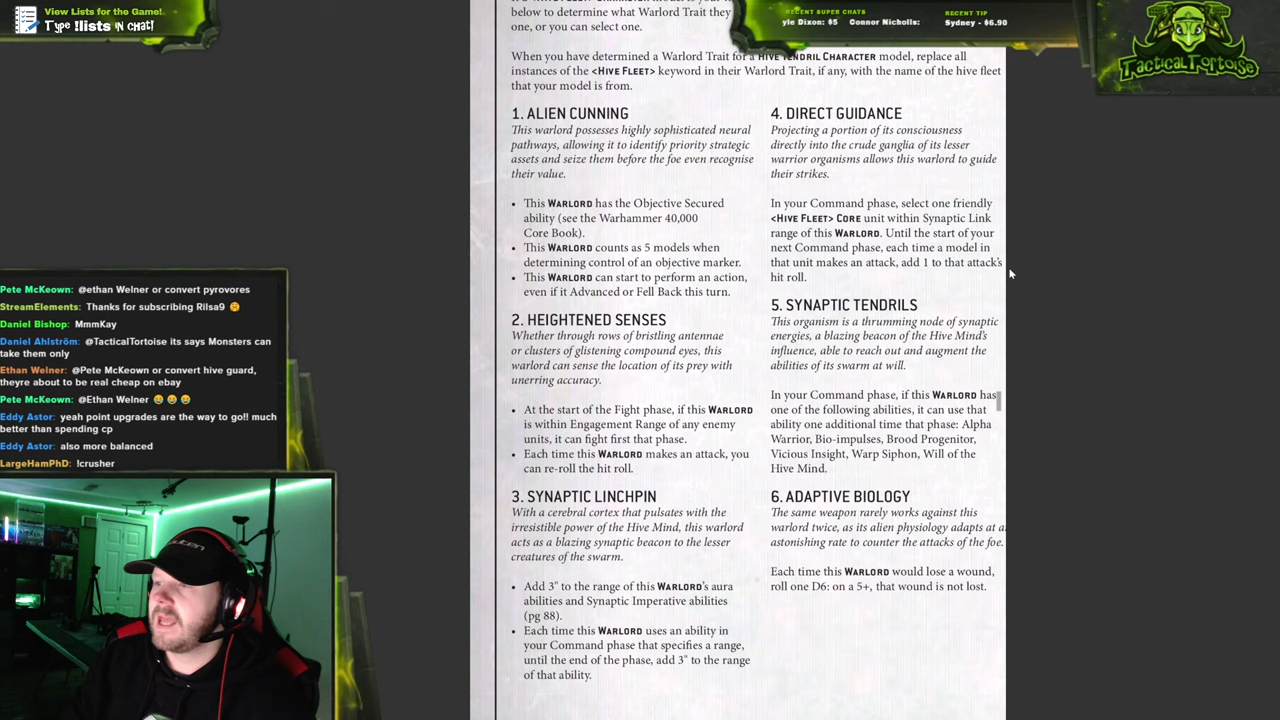 View Lists for the Game!
Type !lists in chat!
RECENT SUPER CHATS
yle Dixon: $5 Connor Nicholls:
RECENT TIP
Sydney - $6.90
TacticalTortoise
below to determine what Warlord Trait they
one, or you can select one.
When you have determined a Warlord Trait for a HIVE TENDRIL CHARACTER model, replace all
instances of the <HIVE FLEET> keyword in their Warlord Trait, if any, with the name of the hive fleet
that your model is from.
1. ALIEN CUNNING
This warlord possesses highly sophisticated neural
pathways, allowing it to identify priority strategic
assets and seize them before the foe even recognise
their value.
• This WARLORD has the Objective Secured
ability (see the Warhammer 40,000
Core Book).
• This WARLORD counts as 5 models when
determining control of an objective marker.
• This WARLORD can start to perform an action,
even if it Advanced or Fell Back this turn.
2. HEIGHTENED SENSES
Whether through rows of bristling antennae
or clusters of glistening compound eyes, this
warlord can sense the location of its prey with
unerring accuracy.
• At the start of the Fight phase, if this WARLORD
is within Engagement Range of any enemy
units, it can fight first that phase.
• Each time this WARLORD makes an attack, you
can re-roll the hit roll.
3. SYNAPTIC LINCHPIN
With a cerebral cortex that pulsates with the
irresistible power of the Hive Mind, this warlord
acts as a blazing synaptic beacon to the lesser
creatures of the swarm.
• Add 3" to the range of this WARLORD's aura
abilities and Synaptic Imperative abilities
(pg 88).
• Each time this WARLORD uses an ability in
your Command phase that specifies a range,
until the end of the phase, add 3" to the range
of that ability.
4. DIRECT GUIDANCE
Projecting a portion of its consciousness
directly into the crude ganglia of its lesser
warrior organisms allows this warlord to guide
their strikes.
In your Command phase, select one friendly
<HIVE FLEET> CORE unit within Synaptic Link
range of this WARLORD. Until the start of your
next Command phase, each time a model in
that unit makes an attack, add 1 to that attack's
hit roll.
5. SYNAPTIC TENDRILS
This organism is a thrumming node of synaptic
energies, a blazing beacon of the Hive Mind's
influence, able to reach out and augment the
abilities of its swarm at will.
In your Command phase, if this WARLORD has
one of the following abilities, it can use that
ability one additional time that phase: Alpha
Warrior, Bio-impulses, Brood Progenitor,
Vicious Insight, Warp Siphon, Will of the
Hive Mind.
6. ADAPTIVE BIOLOGY
The same weapon rarely works against this
warlord twice, as its alien physiology adapts at a
astonishing rate to counter the attacks of the foe.
Each time this WARLORD would lose a wound,
roll one D6: on a 5+, that wound is not lost.
Pete McKeown: @ethan Welner or convert pyrovores
StreamElements: Thanks for subscribing Rilsa9
Daniel Bishop: MmmKay
Daniel Ahlström: @TacticalTortoise its says Monsters can
take them only
Ethan Welner: @Pete McKeown or convert hive guard,
theyre about to be real cheap on ebay
Pete McKeown: @Ethan Welner 😂 😂 😂
Eddy Astor: yeah point upgrades are the way to go!! much
better than spending cp
Eddy Astor: also more balanced
LargeHamPhD: !crusher